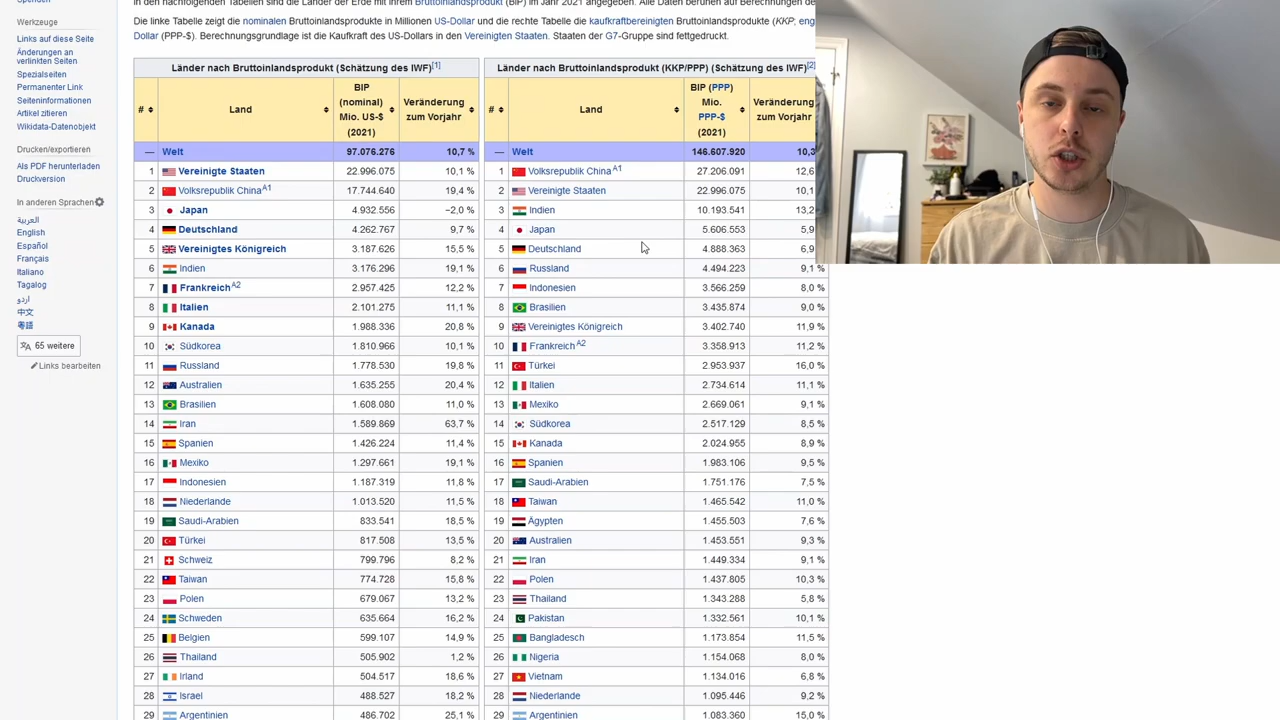 Spenden
in den nachfolgenden Tabellen sind die Länder der Erde mit ihrem Bruttoinlandsprodukt (BIP) im Jahr 2021 angegeben. Alle Daten beruhen auf Berechnungen de
Werkzeuge
Links auf diese Seite
Änderungen an
verlinkten Seiten
Spezialseiten
Permanenter Link
Seiteninformationen
Artikel zitieren
Wikidata-Datenobjekt
Drucken/exportieren
Als PDF herunterladen
Druckversion
In anderen Sprachen
العربية
English
Español
Français
Italiano
Tagalog
اردو
中文
粵語
65 weitere
Links bearbeiten
Die linke Tabelle zeigt die nominalen Bruttoinlandsprodukte in Millionen US-Dollar und die rechte Tabelle die kaufkraftbereinigten Bruttoinlandsprodukte (KKP; eng
Dollar (PPP-$). Berechnungsgrundlage ist die Kaufkraft des US-Dollars in den Vereinigten Staaten. Staaten der G7-Gruppe sind fettgedruckt.
Länder nach Bruttoinlandsprodukt (Schätzung des IWF)[1]
# Land BIP (nominal) Mio. US-$ (2021) Veränderung zum Vorjahr
— Welt 97.076.276 10,7 %
1 Vereinigte Staaten 22.996.075 10,1 %
2 Volksrepublik China A1 17.744.640 19,4 %
3 Japan 4.932.556 −2,0 %
4 Deutschland 4.262.767 9,7 %
5 Vereinigtes Königreich 3.187.626 15,5 %
6 Indien 3.176.296 19,1 %
7 Frankreich A2 2.957.425 12,2 %
8 Italien 2.101.275 11,1 %
9 Kanada 1.988.336 20,8 %
10 Südkorea 1.810.966 10,1 %
11 Russland 1.778.530 19,8 %
12 Australien 1.635.255 20,4 %
13 Brasilien 1.608.080 11,0 %
14 Iran 1.589.869 63,7 %
15 Spanien 1.426.224 11,4 %
16 Mexiko 1.297.661 19,1 %
17 Indonesien 1.187.319 11,8 %
18 Niederlande 1.013.520 11,5 %
19 Saudi-Arabien 833.541 18,5 %
20 Türkei 817.508 13,5 %
21 Schweiz 799.796 8,2 %
22 Taiwan 774.728 15,8 %
23 Polen 679.067 13,2 %
24 Schweden 635.664 16,2 %
25 Belgien 599.107 14,9 %
26 Thailand 505.902 1,2 %
27 Irland 504.517 18,6 %
28 Israel 488.527 18,2 %
29 Argentinien 486.702 25,1 %
Länder nach Bruttoinlandsprodukt (KKP/PPP) (Schätzung des IWF)[2]
# Land BIP (PPP) Mio. PPP-$ (2021) Veränderung zum Vorjahr
— Welt 146.607.920 10,3
1 Volksrepublik China A1 27.206.091 12,6
2 Vereinigte Staaten 22.996.075 10,1
3 Indien 10.193.541 13,2
4 Japan 5.606.553 5,9
5 Deutschland 4.888.363 6,9
6 Russland 4.494.223 9,1 %
7 Indonesien 3.566.259 8,0 %
8 Brasilien 3.435.874 9,0 %
9 Vereinigtes Königreich 3.402.740 11,9 %
10 Frankreich A2 3.358.913 11,2 %
11 Türkei 2.953.937 16,0 %
12 Italien 2.734.614 11,1 %
13 Mexiko 2.669.061 9,1 %
14 Südkorea 2.517.129 8,5 %
15 Kanada 2.024.955 8,9 %
16 Spanien 1.983.106 9,5 %
17 Saudi-Arabien 1.751.176 7,5 %
18 Taiwan 1.465.542 11,0 %
19 Ägypten 1.455.503 7,6 %
20 Australien 1.453.551 9,3 %
21 Iran 1.449.334 9,1 %
22 Polen 1.437.805 10,3 %
23 Thailand 1.343.288 5,8 %
24 Pakistan 1.332.561 10,1 %
25 Bangladesch 1.173.854 11,5 %
26 Nigeria 1.154.068 8,0 %
27 Vietnam 1.134.016 6,8 %
28 Niederlande 1.095.446 9,2 %
29 Argentinien 1.083.360 15,0 %